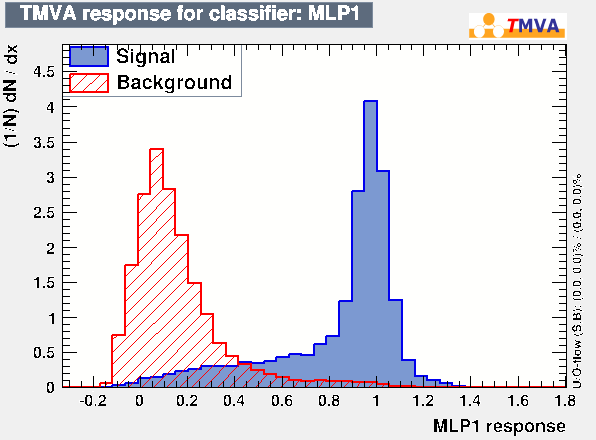 TMVA response for classifier: MLP1
TMVA
Signal
Background
(1/N) dN / dx
4.5
4
3.5
3
2.5
2
1.5
1
0.5
0
-0.2 0 0.2 0.4 0.6 0.8 1 1.2 1.4 1.6 1.8
MLP1 response
U/O-flow (S,B): (0.0, 0.0)% / (0.0, 0.0)%